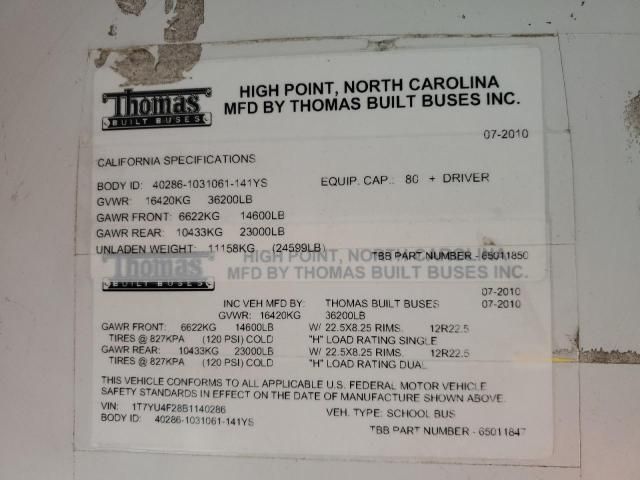 Thomas
BUILT BUSES
HIGH POINT, NORTH CAROLINA
MFD BY THOMAS BUILT BUSES INC.
07-2010
CALIFORNIA SPECIFICATIONS
BODY ID: 40286-1031061-141YS EQUIP. CAP.: 80 + DRIVER
GVWR: 16420KG 36200LB
GAWR FRONT: 6622KG 14600LB
GAWR REAR: 10433KG 23000LB
UNLADEN WEIGHT: 11158KG (24599LB) TBB PART NUMBER - 65011850
Thomas
BUILT BUSES
HIGH POINT, NORTH CAROLINA
MFD BY THOMAS BUILT BUSES INC.
07-2010
INC VEH MFD BY: THOMAS BUILT BUSES 07-2010
GVWR: 16420KG 36200LB
GAWR FRONT: 6622KG 14600LB W/ 22.5X8.25 RIMS. 12R22.5
TIRES @ 827KPA (120 PSI) COLD "H" LOAD RATING SINGLE
GAWR REAR: 10433KG 23000LB W/ 22.5X8.25 RIMS. 12R22.5
TIRES @ 827KPA (120 PSI) COLD "H" LOAD RATING DUAL
THIS VEHICLE CONFORMS TO ALL APPLICABLE U.S. FEDERAL MOTOR VEHICLE
SAFETY STANDARDS IN EFFECT ON THE DATE OF MANUFACTURE SHOWN ABOVE.
VIN: 1T7YU4F28B1140286 VEH. TYPE: SCHOOL BUS
BODY ID: 40286-1031061-141YS
TBB PART NUMBER - 65011847